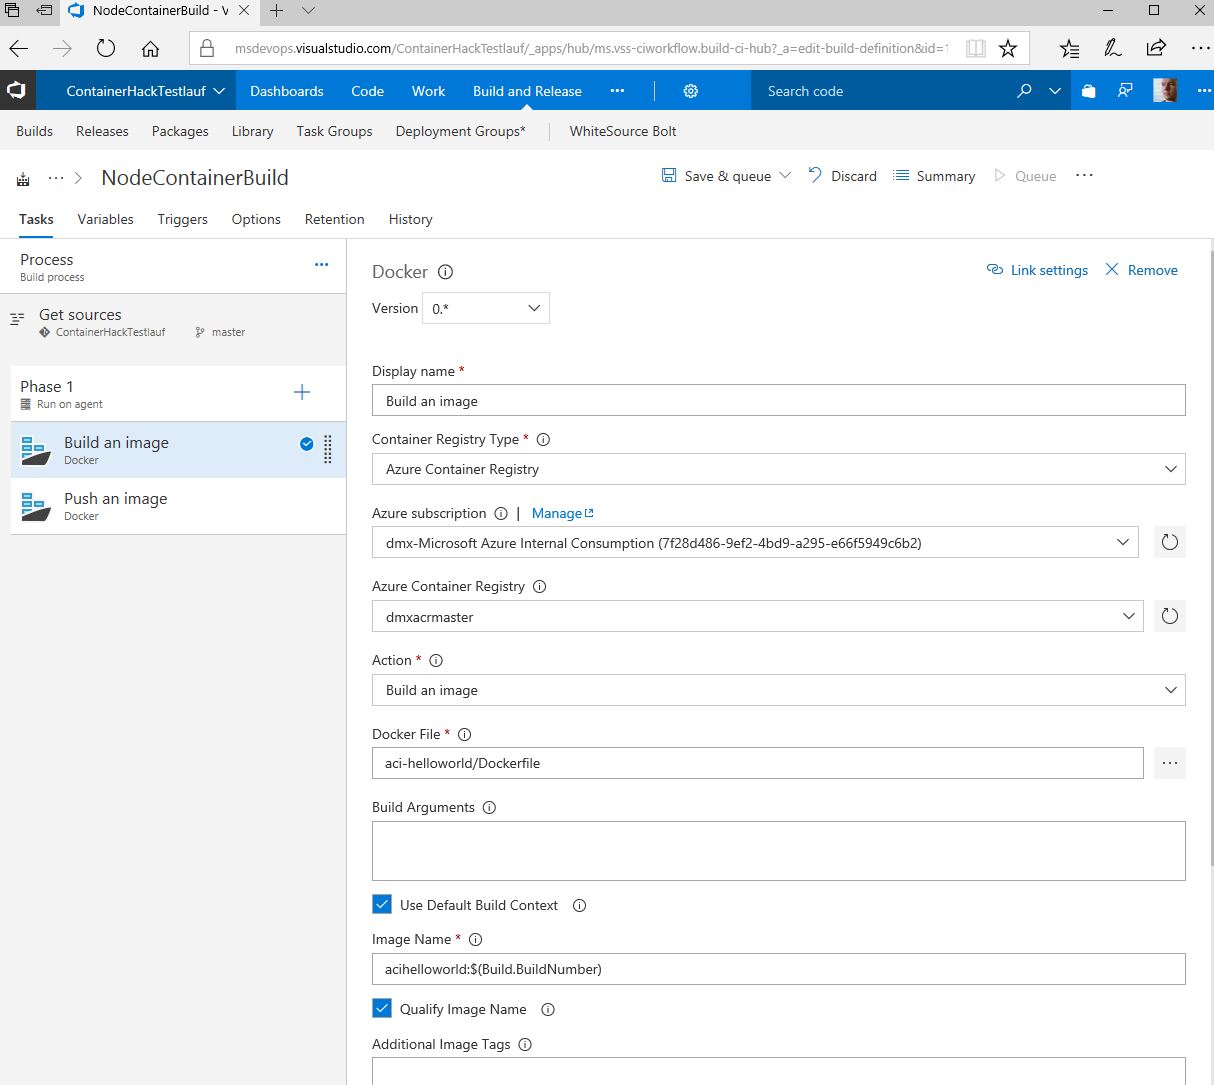 NodeContainerBuild - V
msdevops.visualstudio.com/ContainerHackTestlauf/_apps/hub/ms.vss-ciworkflow.build-ci-hub?_a=edit-build-definition&id=
ContainerHackTestlauf Dashboards Code Work Build and Release ··· Search code
Builds Releases Packages Library Task Groups Deployment Groups* WhiteSource Bolt
··· > NodeContainerBuild Save & queue Discard Summary Queue ···
Tasks Variables Triggers Options Retention History
Process
Build process
Get sources
ContainerHackTestlauf master
Phase 1
Run on agent
Build an image
Docker
Push an image
Docker
Docker Link settings Remove
Version 0.*
Display name *
Build an image
Container Registry Type *
Azure Container Registry
Azure subscription | Manage
dmx-Microsoft Azure Internal Consumption (7f28d486-9ef2-4bd9-a295-e66f5949c6b2)
Azure Container Registry
dmxacrmaster
Action *
Build an image
Docker File *
aci-helloworld/Dockerfile
Build Arguments
Use Default Build Context
Image Name *
acihelloworld:$(Build.BuildNumber)
Qualify Image Name
Additional Image Tags